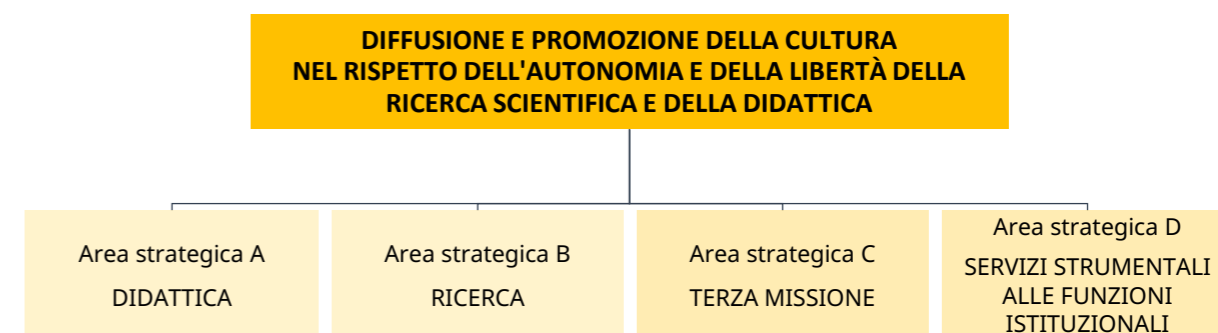 DIFFUSIONE E PROMOZIONE DELLA CULTURA
NEL RISPETTO DELL'AUTONOMIA E DELLA LIBERTÀ DELLA
RICERCA SCIENTIFICA E DELLA DIDATTICA
Area strategica A
DIDATTICA
Area strategica B
RICERCA
Area strategica C
TERZA MISSIONE
Area strategica D
SERVIZI STRUMENTALI
ALLE FUNZIONI
ISTITUZIONALI